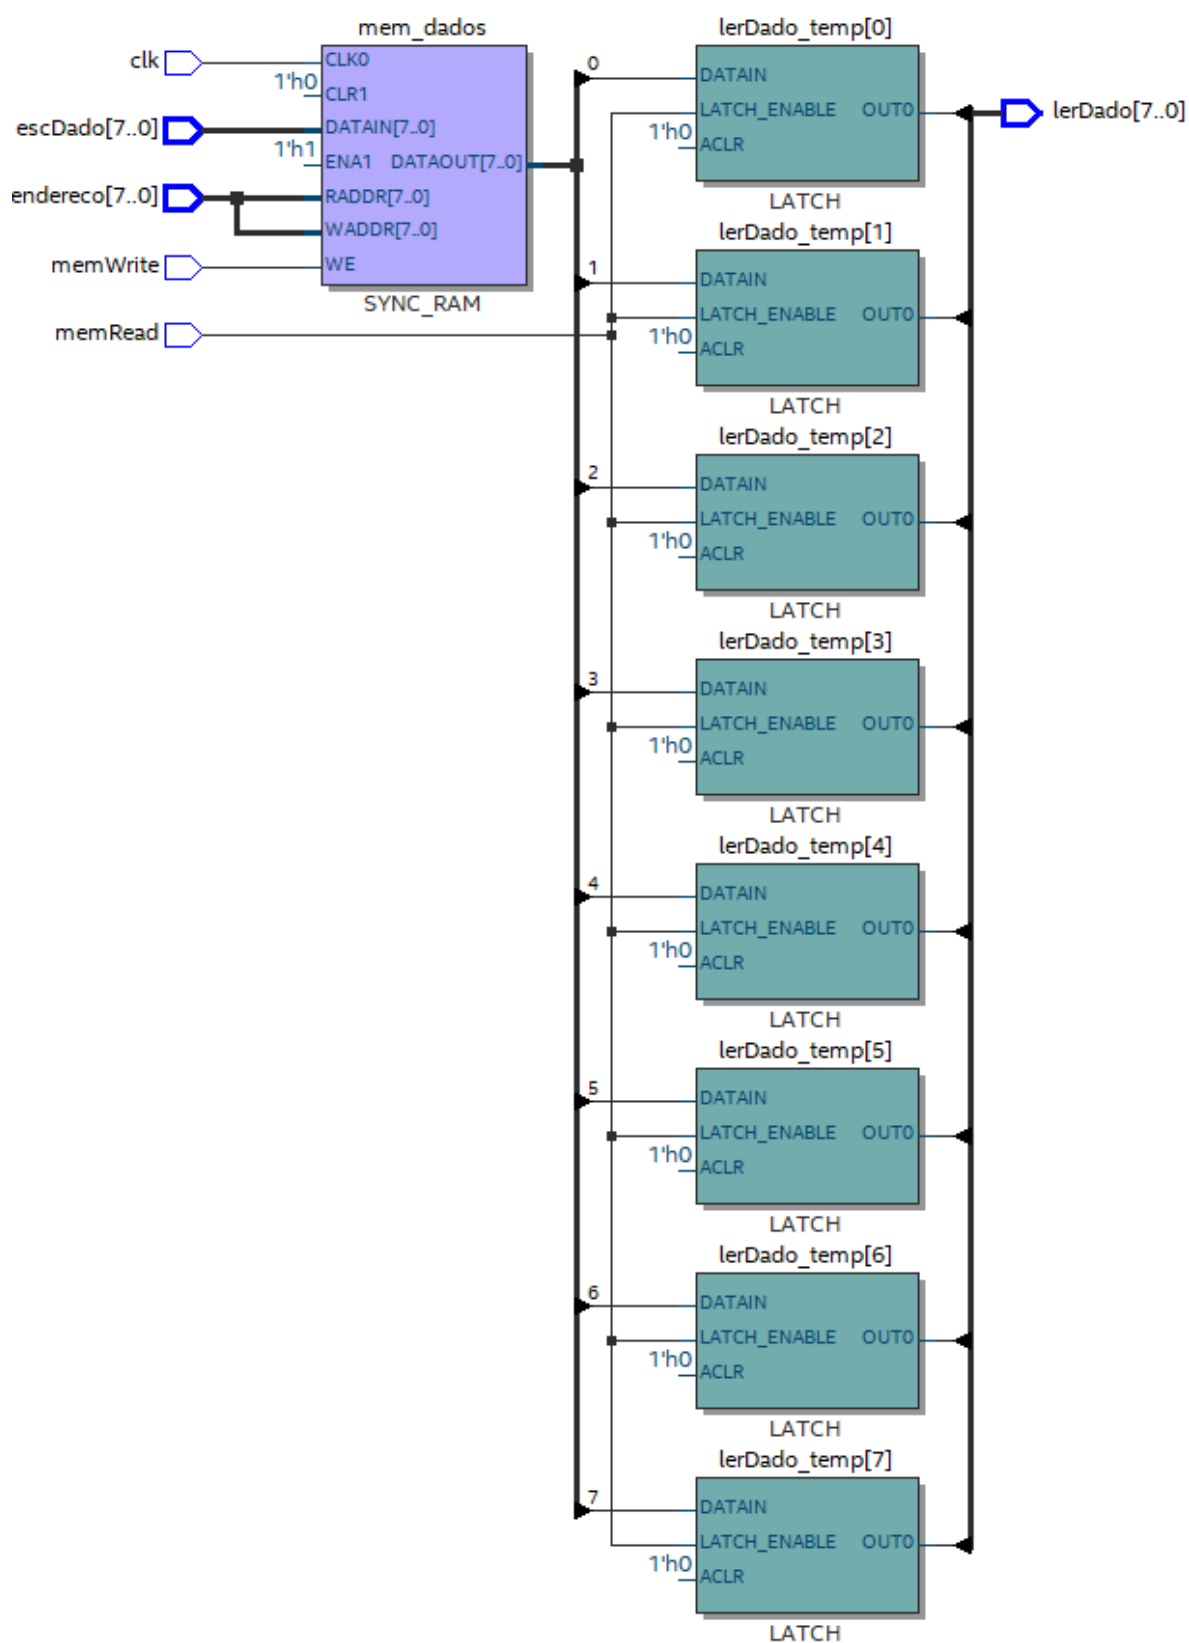 mem_dados
clk
CLK0
1'h0
CLR1
escDado[7..0]
DATAIN[7..0]
1'h1
ENA1 DATAOUT[7..0]
endereco[7..0]
RADDR[7..0]
WADDR[7..0]
memWrite
WE
SYNC_RAM
memRead
lerDado_temp[0]
0
DATAIN
LATCH_ENABLE OUT0
1'h0
ACLR
LATCH
lerDado[7..0]
lerDado_temp[1]
1
DATAIN
LATCH_ENABLE OUT0
1'h0
ACLR
LATCH
lerDado_temp[2]
2
DATAIN
LATCH_ENABLE OUT0
1'h0
ACLR
LATCH
lerDado_temp[3]
3
DATAIN
LATCH_ENABLE OUT0
1'h0
ACLR
LATCH
lerDado_temp[4]
4
DATAIN
LATCH_ENABLE OUT0
1'h0
ACLR
LATCH
lerDado_temp[5]
5
DATAIN
LATCH_ENABLE OUT0
1'h0
ACLR
LATCH
lerDado_temp[6]
6
DATAIN
LATCH_ENABLE OUT0
1'h0
ACLR
LATCH
lerDado_temp[7]
7
DATAIN
LATCH_ENABLE OUT0
1'h0
ACLR
LATCH